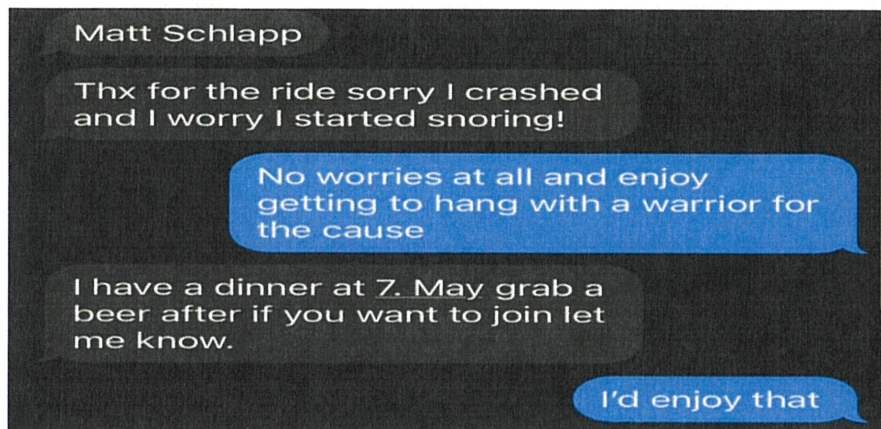 Matt Schlapp
Thx for the ride sorry I crashed
and I worry I started snoring!
No worries at all and enjoy
getting to hang with a warrior for
the cause
I have a dinner at 7. May grab a
beer after if you want to join let
me know.
I'd enjoy that